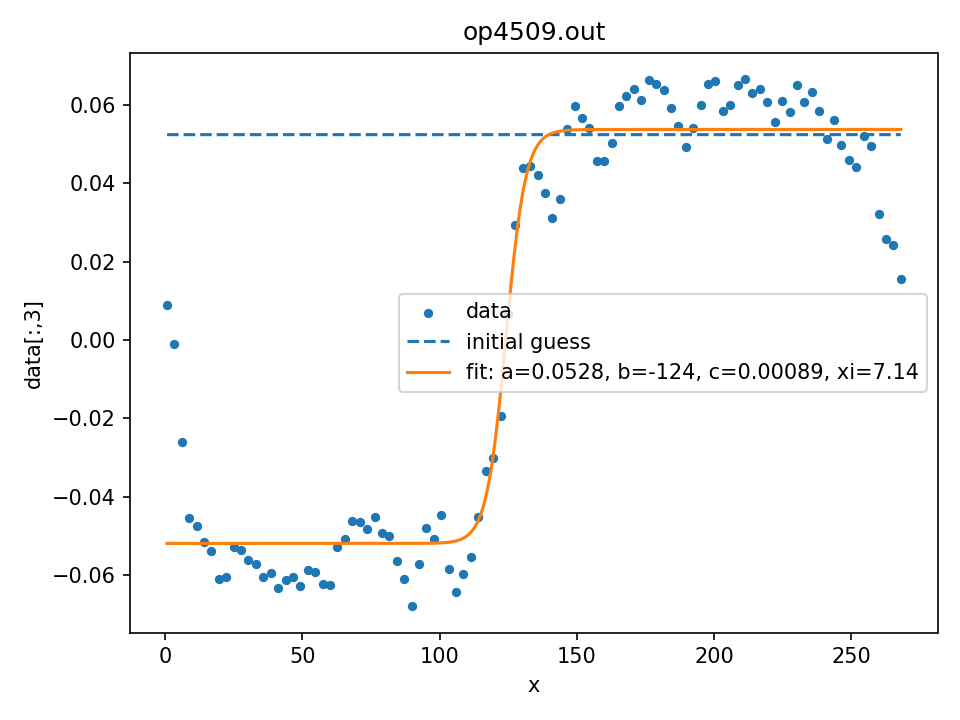 op4509.out
0.06
0.04
0.02
0.00
−0.02
−0.04
−0.06
data[:,3]
data
initial guess
fit: a=0.0528, b=-124, c=0.00089, xi=7.14
0 50 100 150 200 250
x